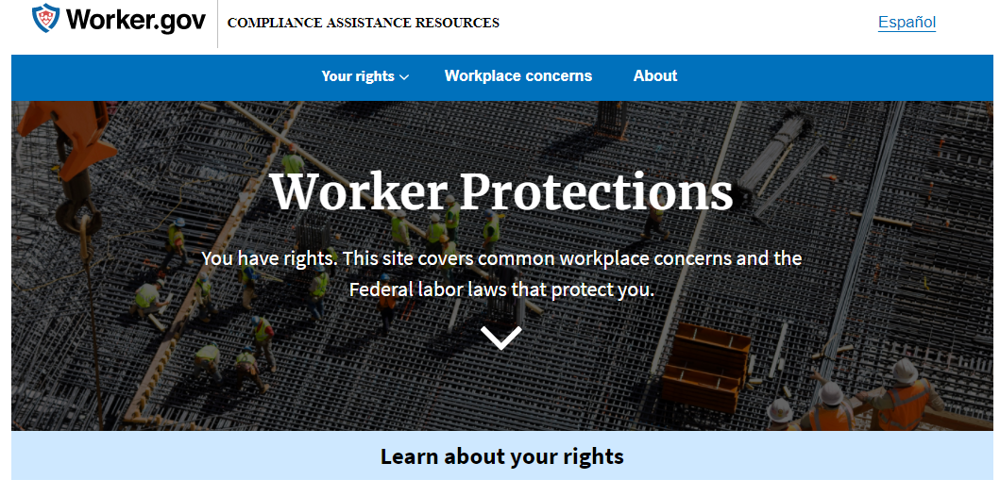 Worker.gov
COMPLIANCE ASSISTANCE RESOURCES
Español
Your rights
Workplace concerns
About
Worker Protections
You have rights. This site covers common workplace concerns and the
Federal labor laws that protect you.
Learn about your rights